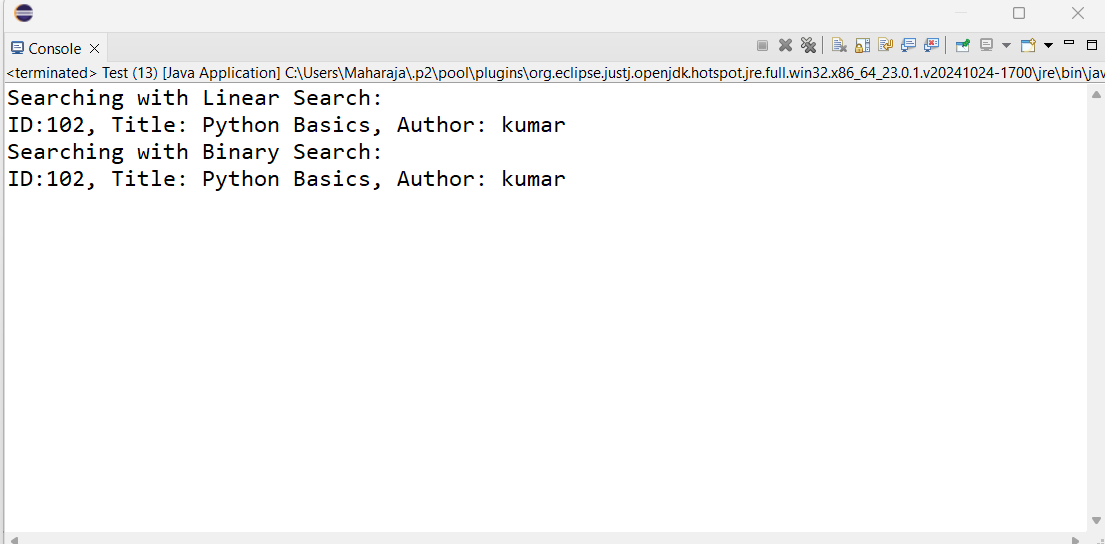 Console
<terminated> Test (13) [Java Application] C:\Users\Maharaja\.p2\pool\plugins\org.eclipse.justj.openjdk.hotspot.jre.full.win32.x86_64_23.0.1.v20241024-1700\jre\bin\jav
Searching with Linear Search:
ID:102, Title: Python Basics, Author: kumar
Searching with Binary Search:
ID:102, Title: Python Basics, Author: kumar